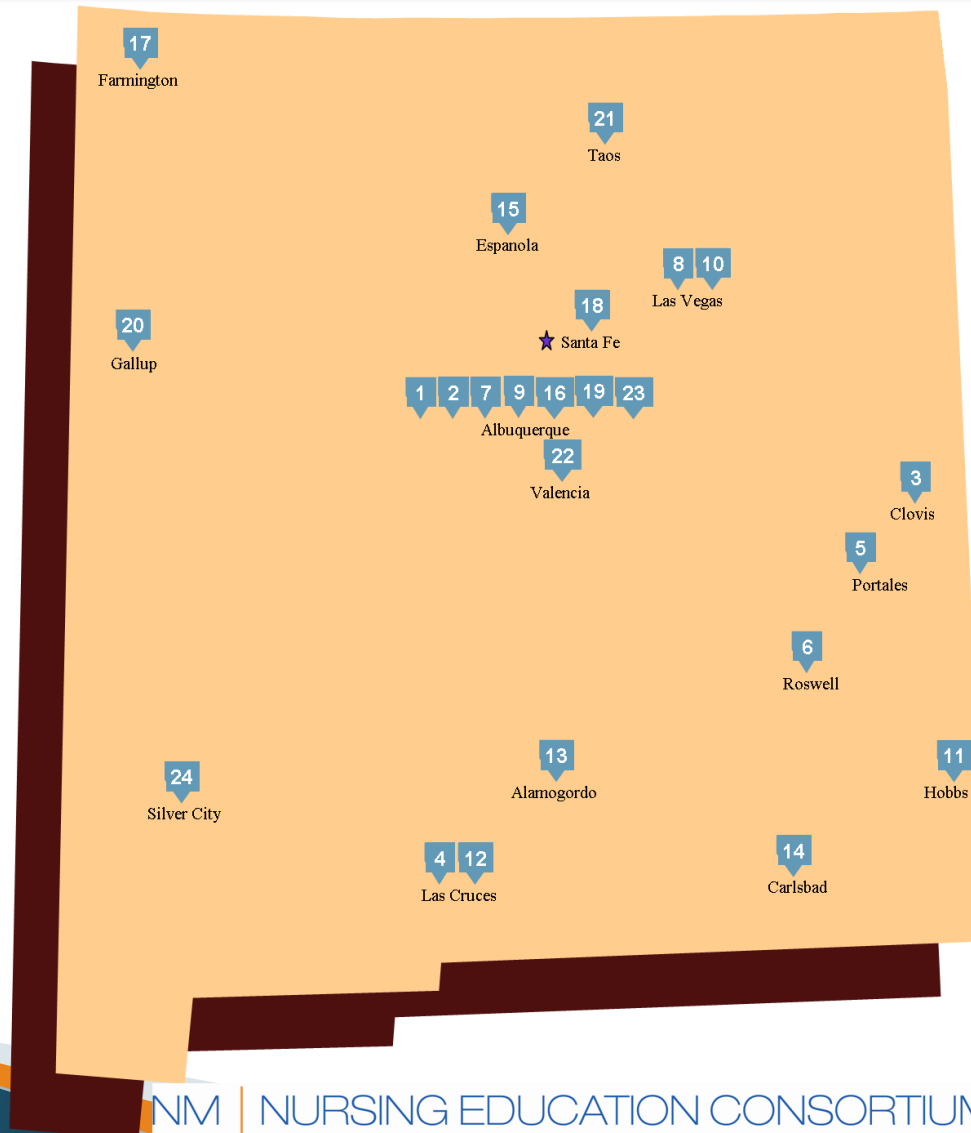 17
Farmington
21
Taos
15
Espanola
8 10
Las Vegas
18
Santa Fe
20
Gallup
1 2 7 9 16 19 23
Albuquerque
22
Valencia
3
Clovis
5
Portales
6
Roswell
13
Alamogordo
11
Hobbs
24
Silver City
4 12
Las Cruces
14
Carlsbad
NM | NURSING EDUCATION CONSORTIUM